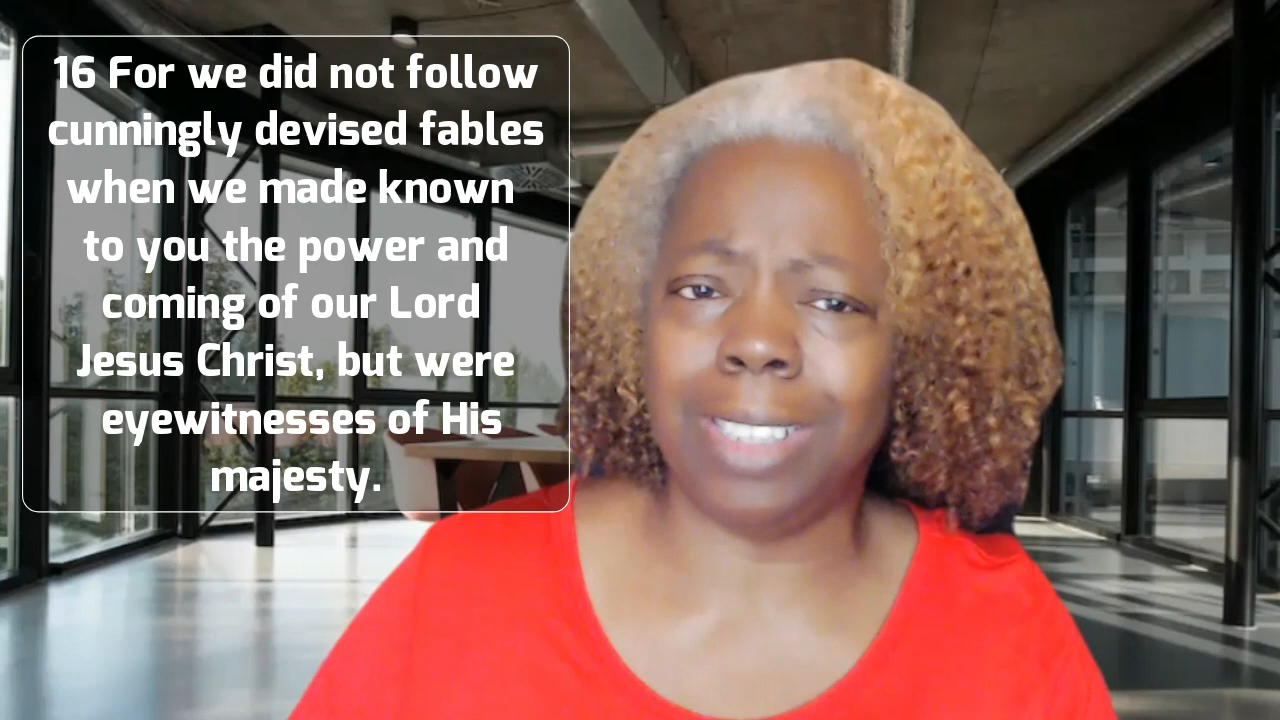 16 For we did not follow
cunningly devised fables
when we made known
to you the power and
coming of our Lord
Jesus Christ, but were
eyewitnesses of His
majesty.